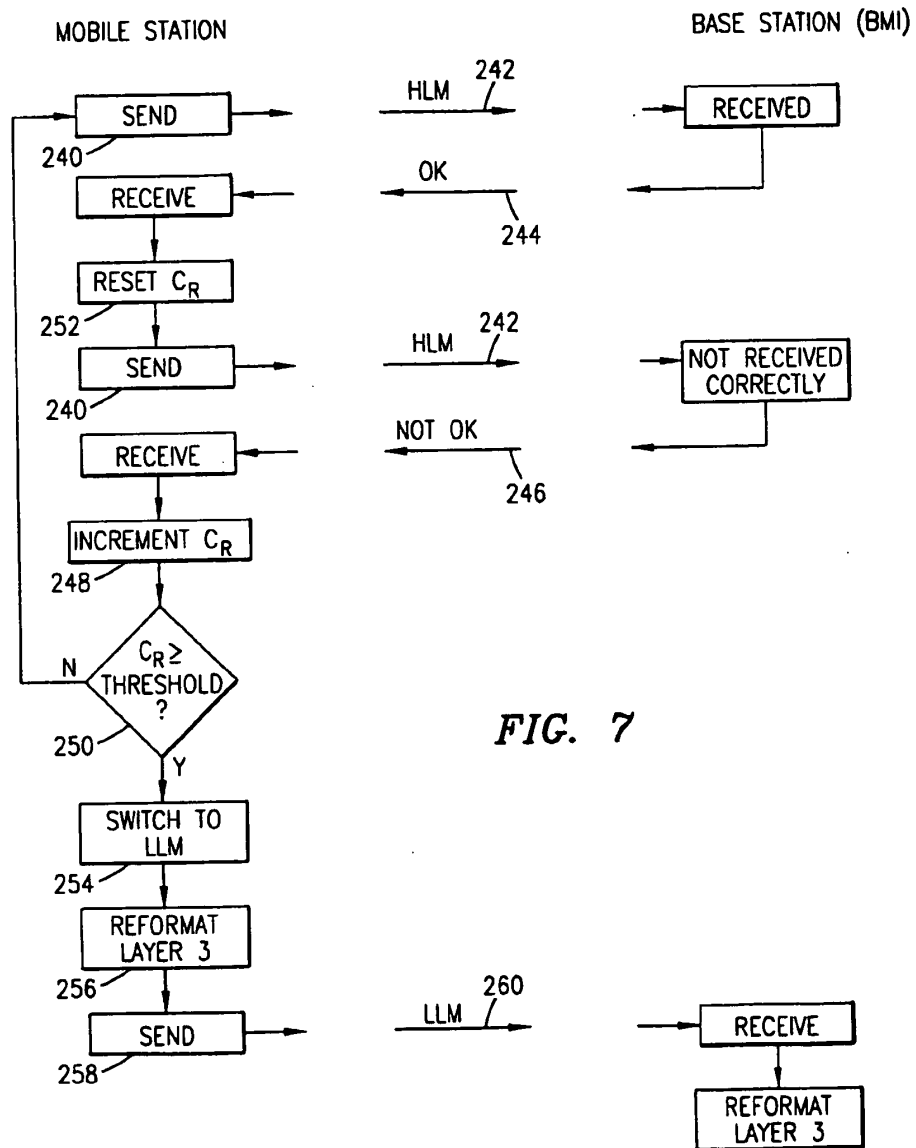 MOBILE STATION
BASE STATION (BMI)
SEND
240
HLM
242
RECEIVED
RECEIVE
OK
244
RESET C_R
252
SEND
240
HLM
242
NOT RECEIVED
CORRECTLY
RECEIVE
NOT OK
246
INCREMENT C_R
248
C_R ≥
THRESHOLD
?
N
250
Y
FIG. 7
SWITCH TO
LLM
254
REFORMAT
LAYER 3
256
SEND
258
LLM
260
RECEIVE
REFORMAT
LAYER 3